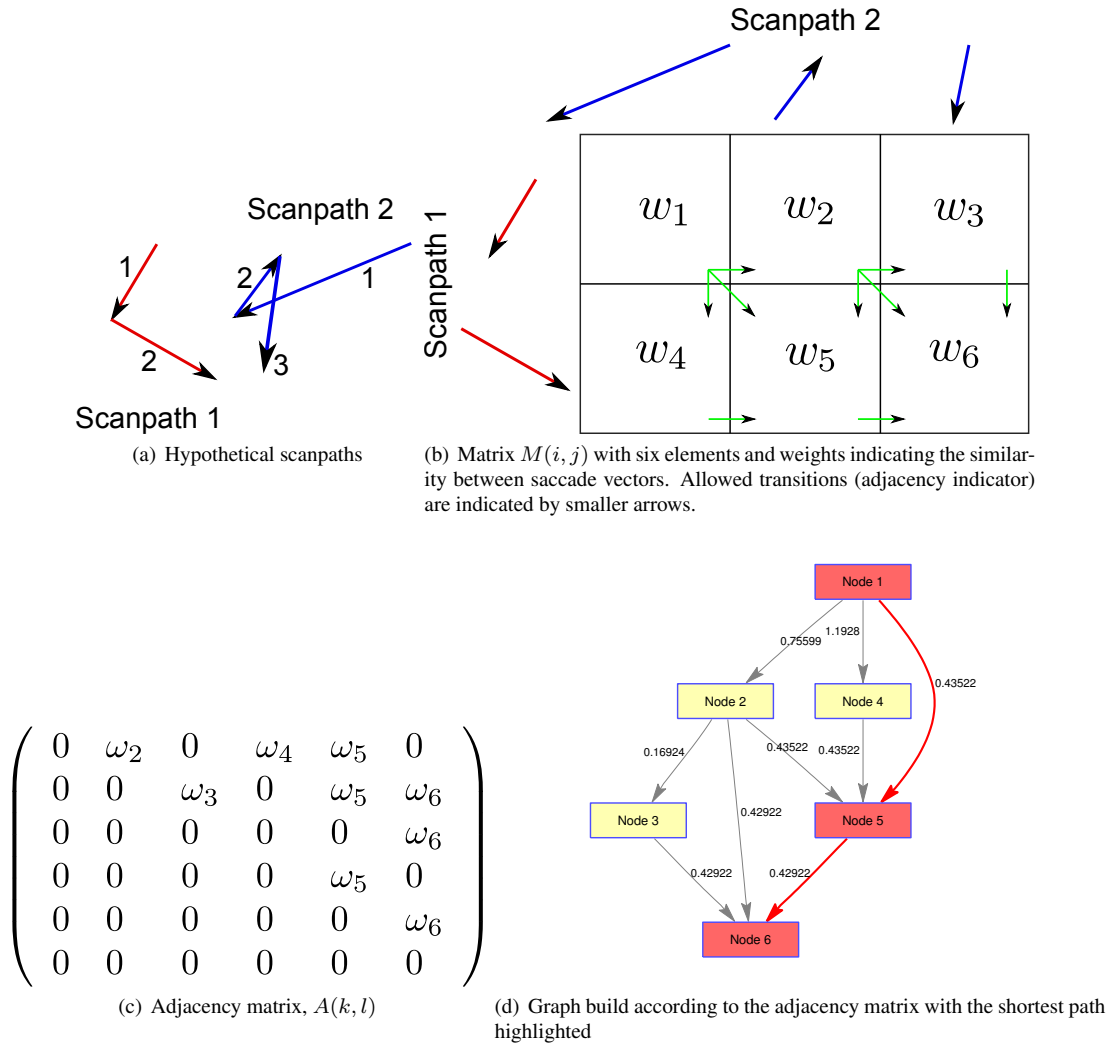 Scanpath 2
Scanpath 2
1
2
1
2
3
Scanpath 1
Scanpath 1
w₁ w₂ w₃
w₄ w₅ w₆
(a) Hypothetical scanpaths
(b) Matrix M(i, j) with six elements and weights indicating the similar-
ity between saccade vectors. Allowed transitions (adjacency indicator)
are indicated by smaller arrows.
0 ω₂ 0 ω₄ ω₅ 0
0 0 ω₃ 0 ω₅ ω₆
0 0 0 0 0 ω₆
0 0 0 0 ω₅ 0
0 0 0 0 0 ω₆
0 0 0 0 0 0
(c) Adjacency matrix, A(k, l)
Node 1
0.75599
1.1928
0.43522
Node 2
Node 4
0.16924
0.43522
0.43522
0.42922
Node 3
Node 5
0.42922
0.42922
Node 6
(d) Graph build according to the adjacency matrix with the shortest path
highlighted